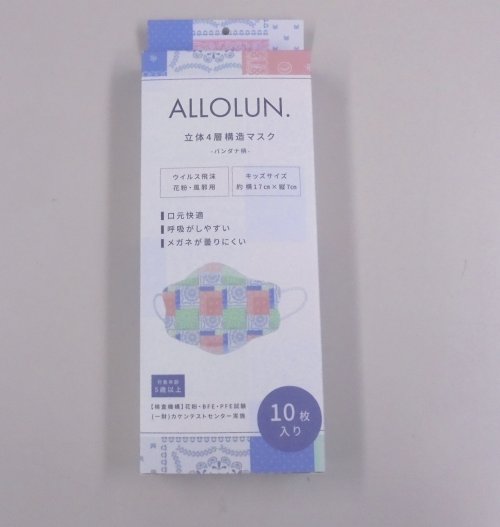 ALLOLUN.
立体4層構造マスク
-バンダナ柄-
ウイルス飛沫
花粉・風邪用
キッズサイズ
約 横17cm×縦7cm
口元快適
呼吸がしやすい
メガネが曇りにくい
対象年齢
5歳以上
【検査機構】花粉・BFE・PFE試験
(一財)カケンテストセンター実施
10枚
入り